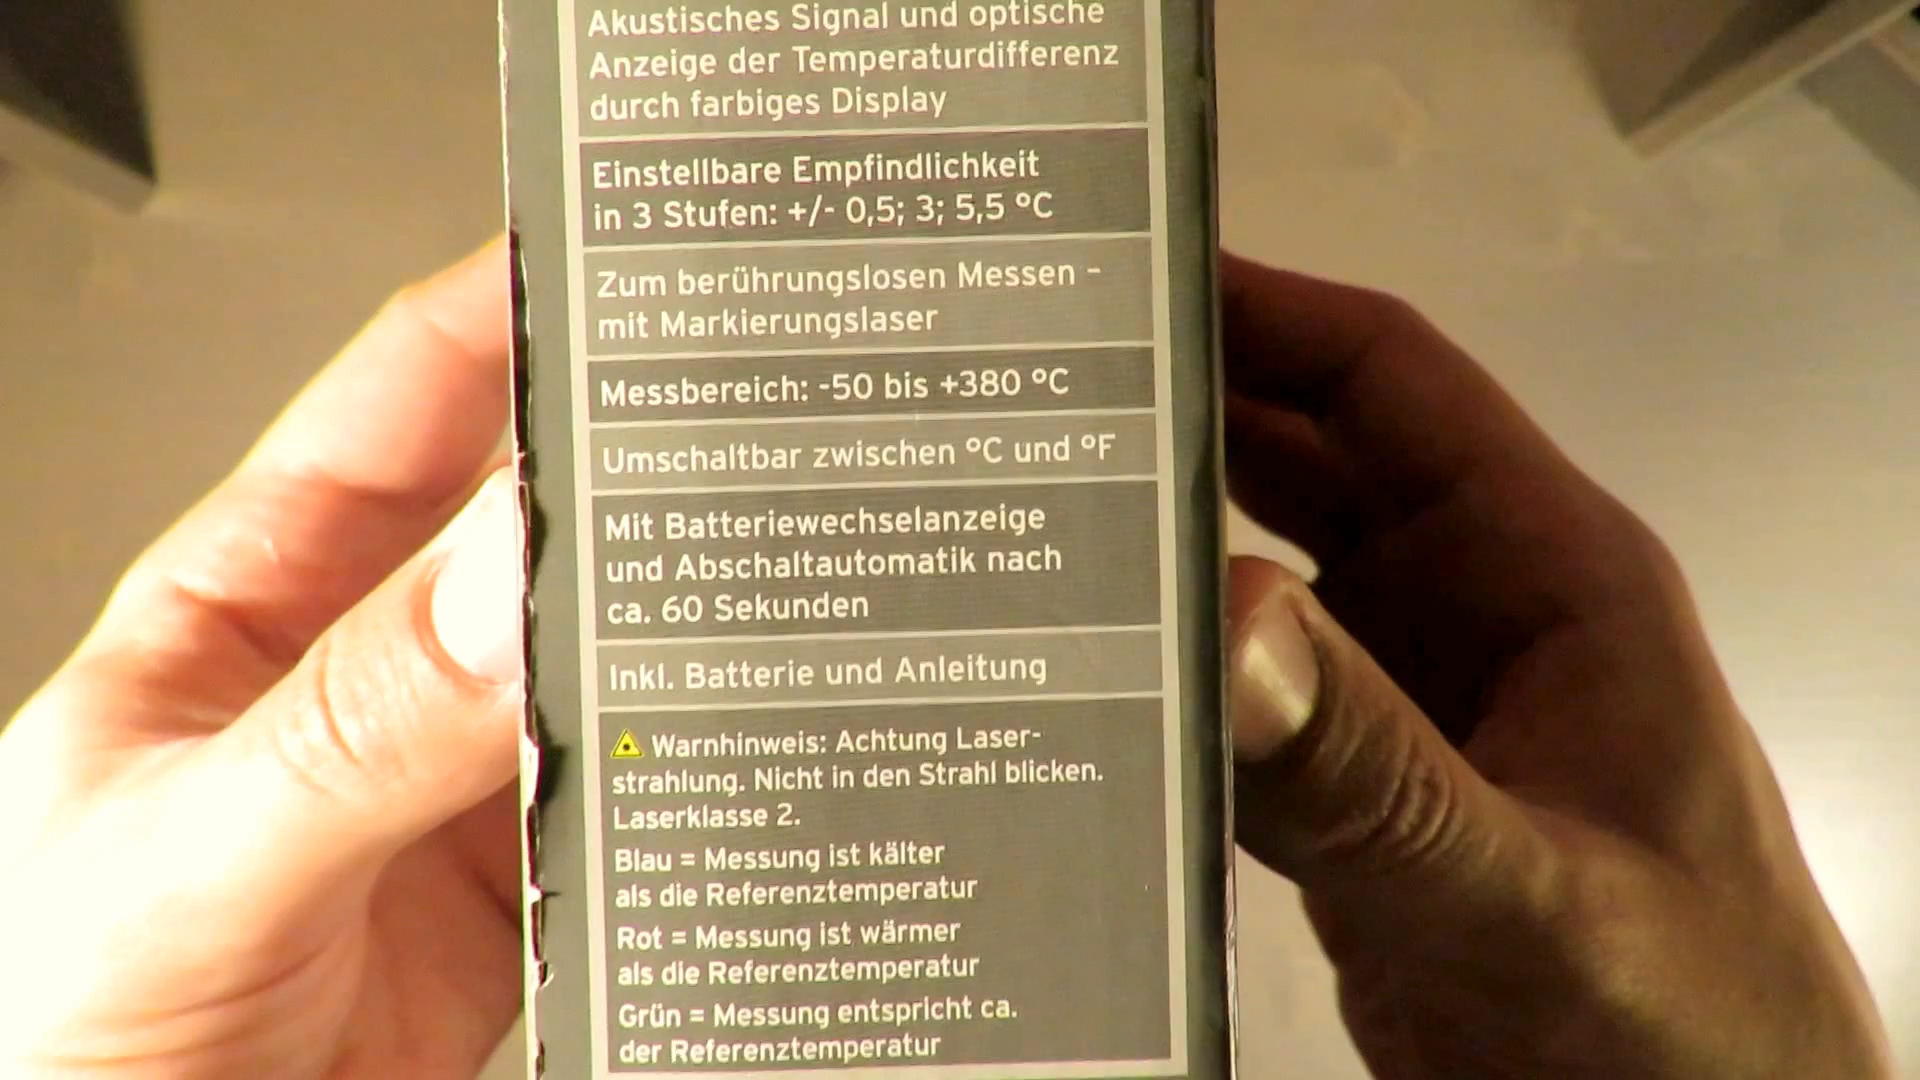 Akustisches Signal und optische
Anzeige der Temperaturdifferenz
durch farbiges Display
Einstellbare Empfindlichkeit
in 3 Stufen: +/- 0,5; 3; 5,5 °C
Zum berührungslosen Messen –
mit Markierungslaser
Messbereich: -50 bis +380 °C
Umschaltbar zwischen °C und °F
Mit Batteriewechselanzeige
und Abschaltautomatik nach
ca. 60 Sekunden
Inkl. Batterie und Anleitung
Warnhinweis: Achtung Laser-
strahlung. Nicht in den Strahl blicken.
Laserklasse 2.
Blau = Messung ist kälter
als die Referenztemperatur
Rot = Messung ist wärmer
als die Referenztemperatur
Grün = Messung entspricht ca.
der Referenztemperatur